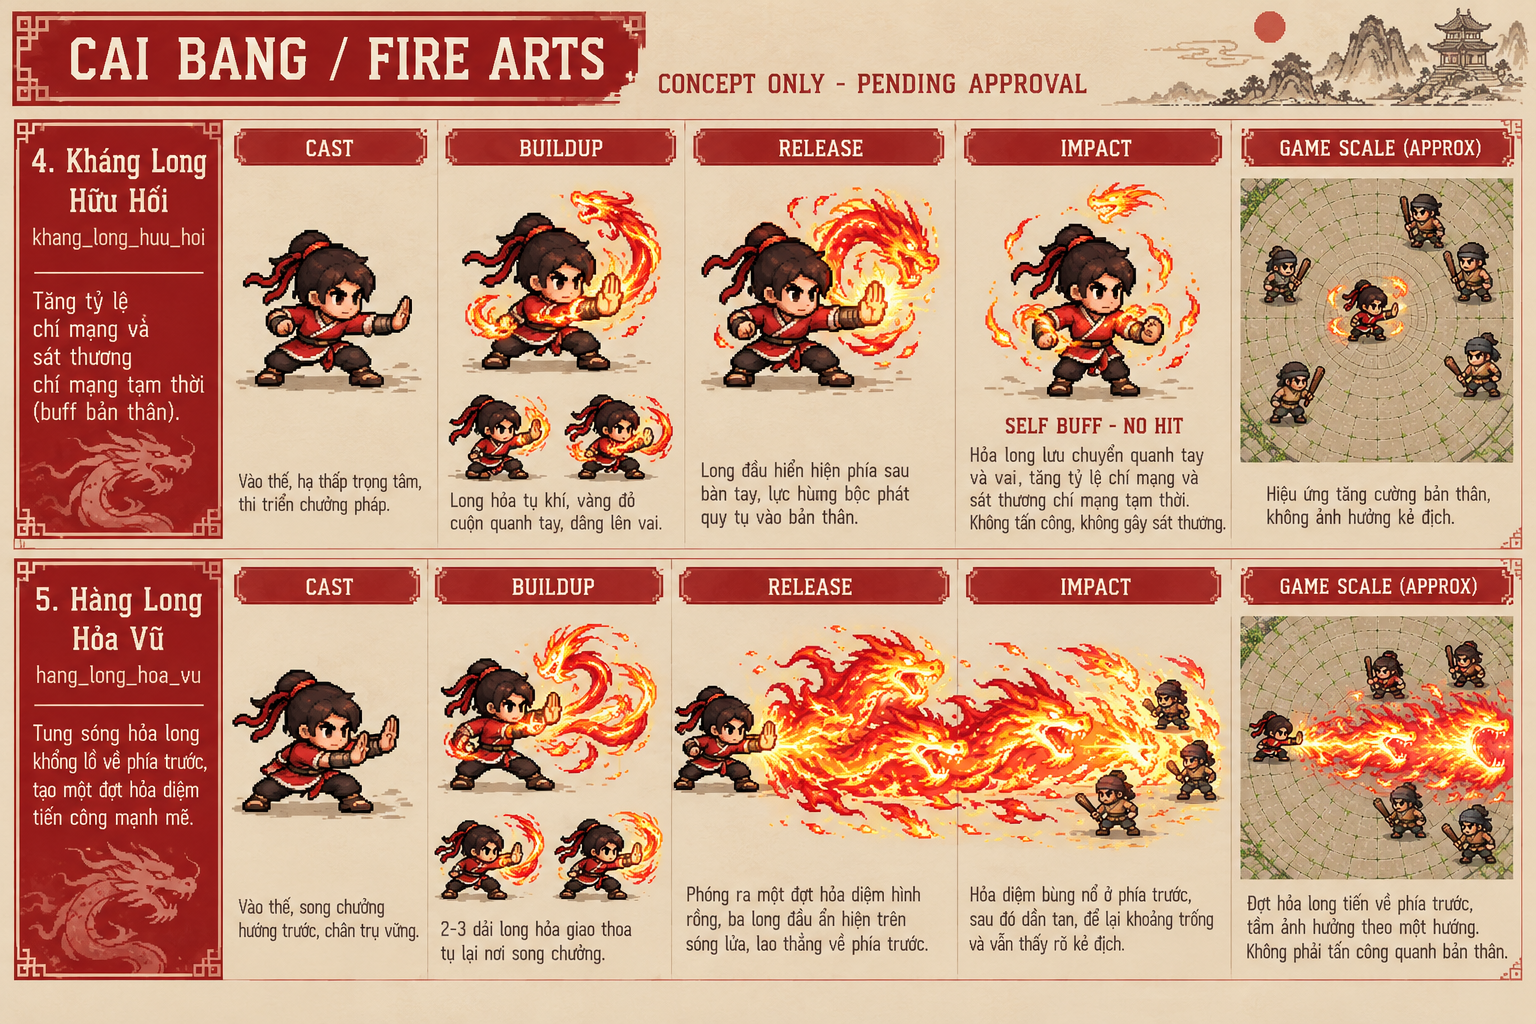 CAI BANG / FIRE ARTS
CONCEPT ONLY - PENDING APPROVAL
4. Kháng Long
Hữu Hối
khang_long_huu_hoi
Tăng tỷ lệ
chí mạng và
sát thương
chí mạng tạm thời
(buff bản thân).
CAST
Vào thế, hạ thấp trọng tâm,
thi triển chưởng pháp.
BUILDUP
Long hỏa tụ khí, vàng đỏ
cuộn quanh tay, dâng lên vai.
RELEASE
Long đầu hiển hiện phía sau
bàn tay, lực hùng bộc phát
quy tụ vào bản thân.
IMPACT
SELF BUFF - NO HIT
Hỏa long lưu chuyển quanh tay
và vai, tăng tỷ lệ chí mạng và
sát thương chí mạng tạm thời.
Không tấn công, không gây sát thương.
GAME SCALE (APPROX)
Hiệu ứng tăng cường bản thân,
không ảnh hưởng kẻ địch.
5. Hàng Long
Hỏa Vũ
hang_long_hoa_vu
Tung sóng hỏa long
khổng lồ về phía trước,
tạo một đợt hỏa diệm
tiến công mạnh mẽ.
CAST
Vào thế, song chưởng
hướng trước, chân trụ vững.
BUILDUP
2-3 dải long hỏa giao thoa
tụ lại nơi song chưởng.
RELEASE
Phóng ra một đợt hỏa diệm hình
rồng, ba long đầu ẩn hiện trên
sóng lửa, lao thẳng về phía trước.
IMPACT
Hỏa diệm bùng nổ ở phía trước,
sau đó dần tan, để lại khoảng trống
và vẫn thấy rõ kẻ địch.
GAME SCALE (APPROX)
Đợt hỏa long tiến về phía trước,
tầm ảnh hưởng theo một hướng.
Không phải tấn công quanh bản thân.